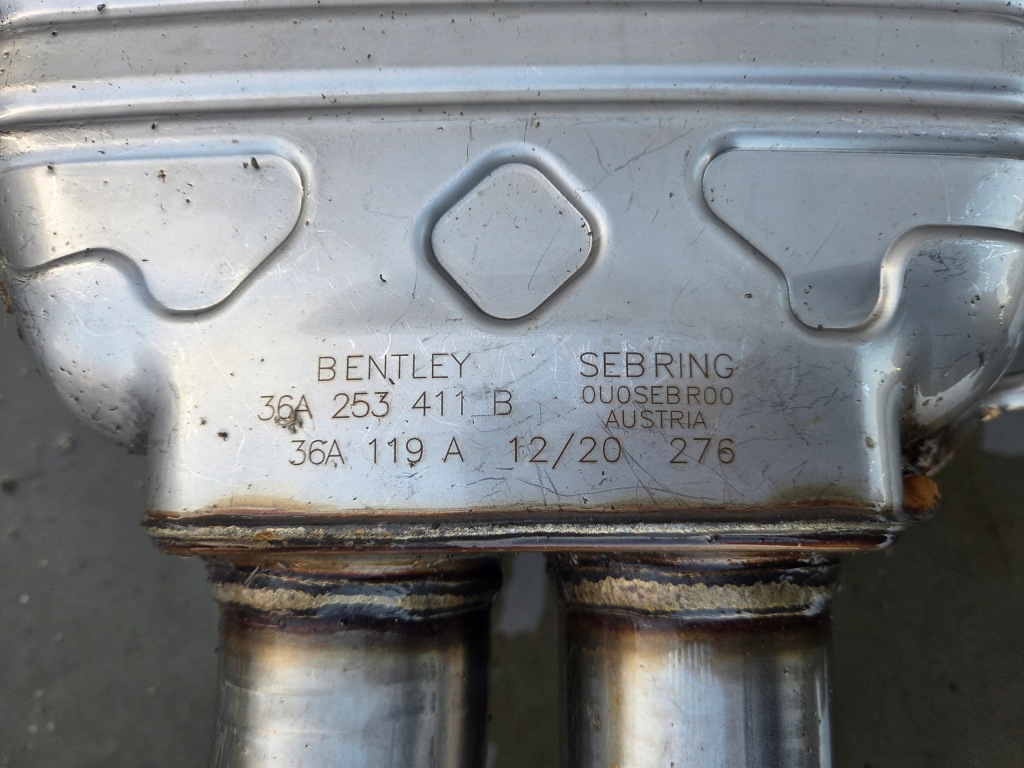 BENTLEY SEBRING
36A 253 411 B 0U0SEBR00
AUSTRIA
36A 119 A 12/20 276